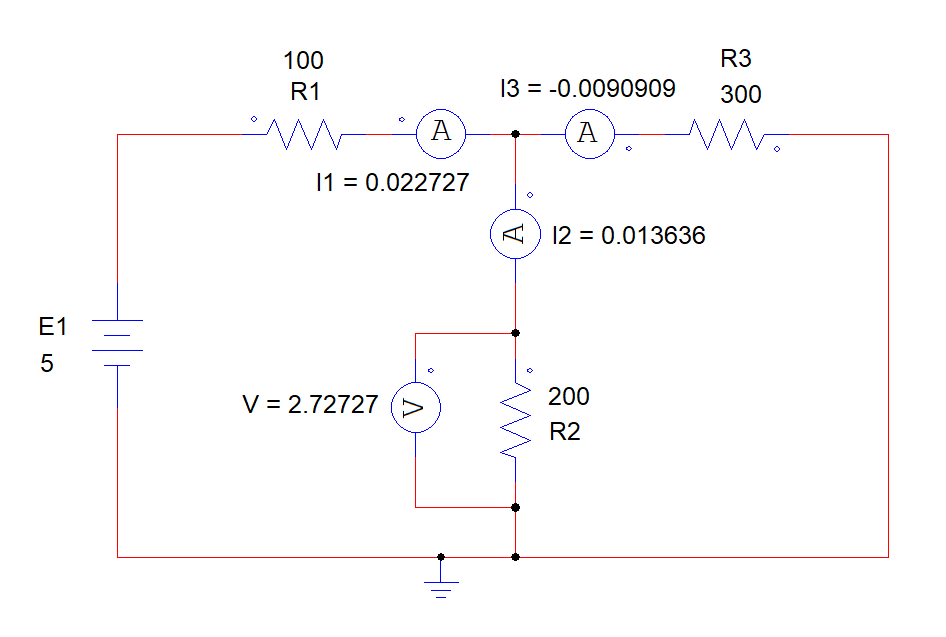 100
R1
I3 = -0.0090909
R3
300
A
A
I1 = 0.022727
A
I2 = 0.013636
E1
5
V = 2.72727
V
200
R2